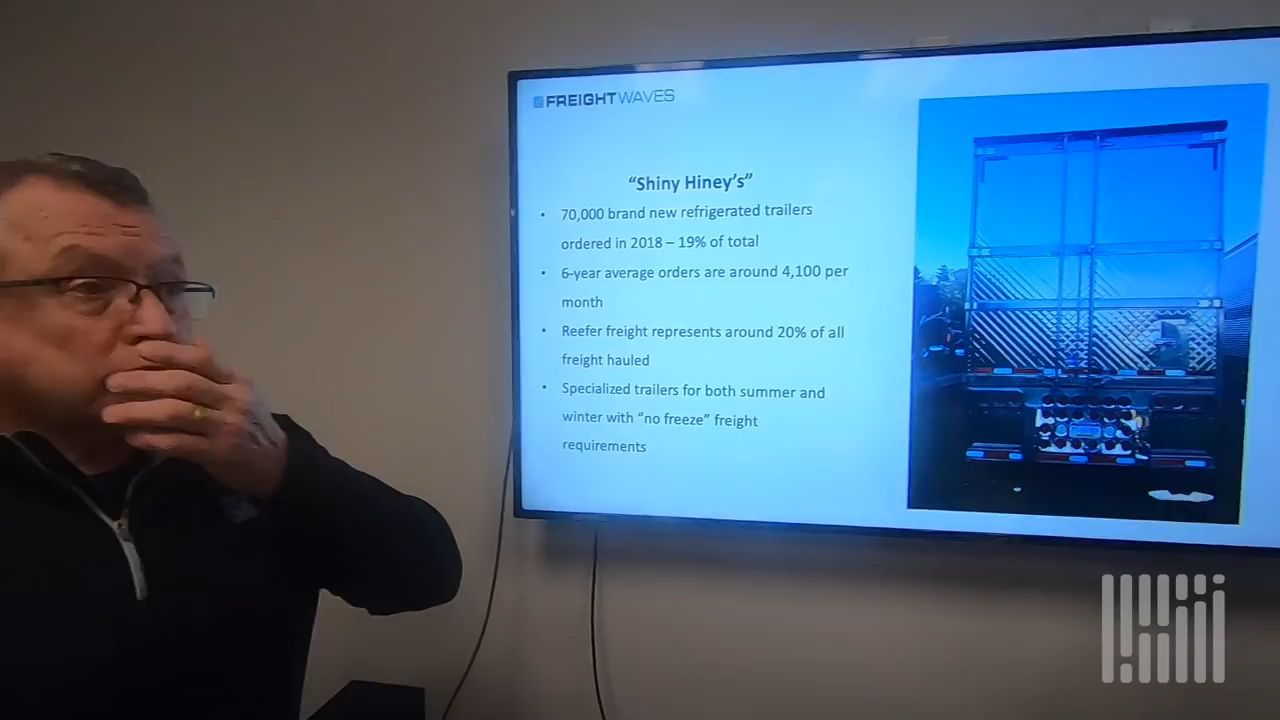 FREIGHTWAVES
“Shiny Hiney’s”
• 70,000 brand new refrigerated trailers
ordered in 2018 – 19% of total
• 6-year average orders are around 4,100 per
month
• Reefer freight represents around 20% of all
freight hauled
• Specialized trailers for both summer and
winter with “no freeze” freight
requirements